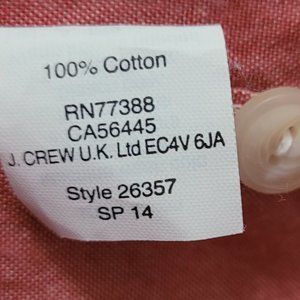 100% Cotton
RN77388
CA56445
J. CREW U.K. Ltd EC4V 6JA
Style 26357
SP 14